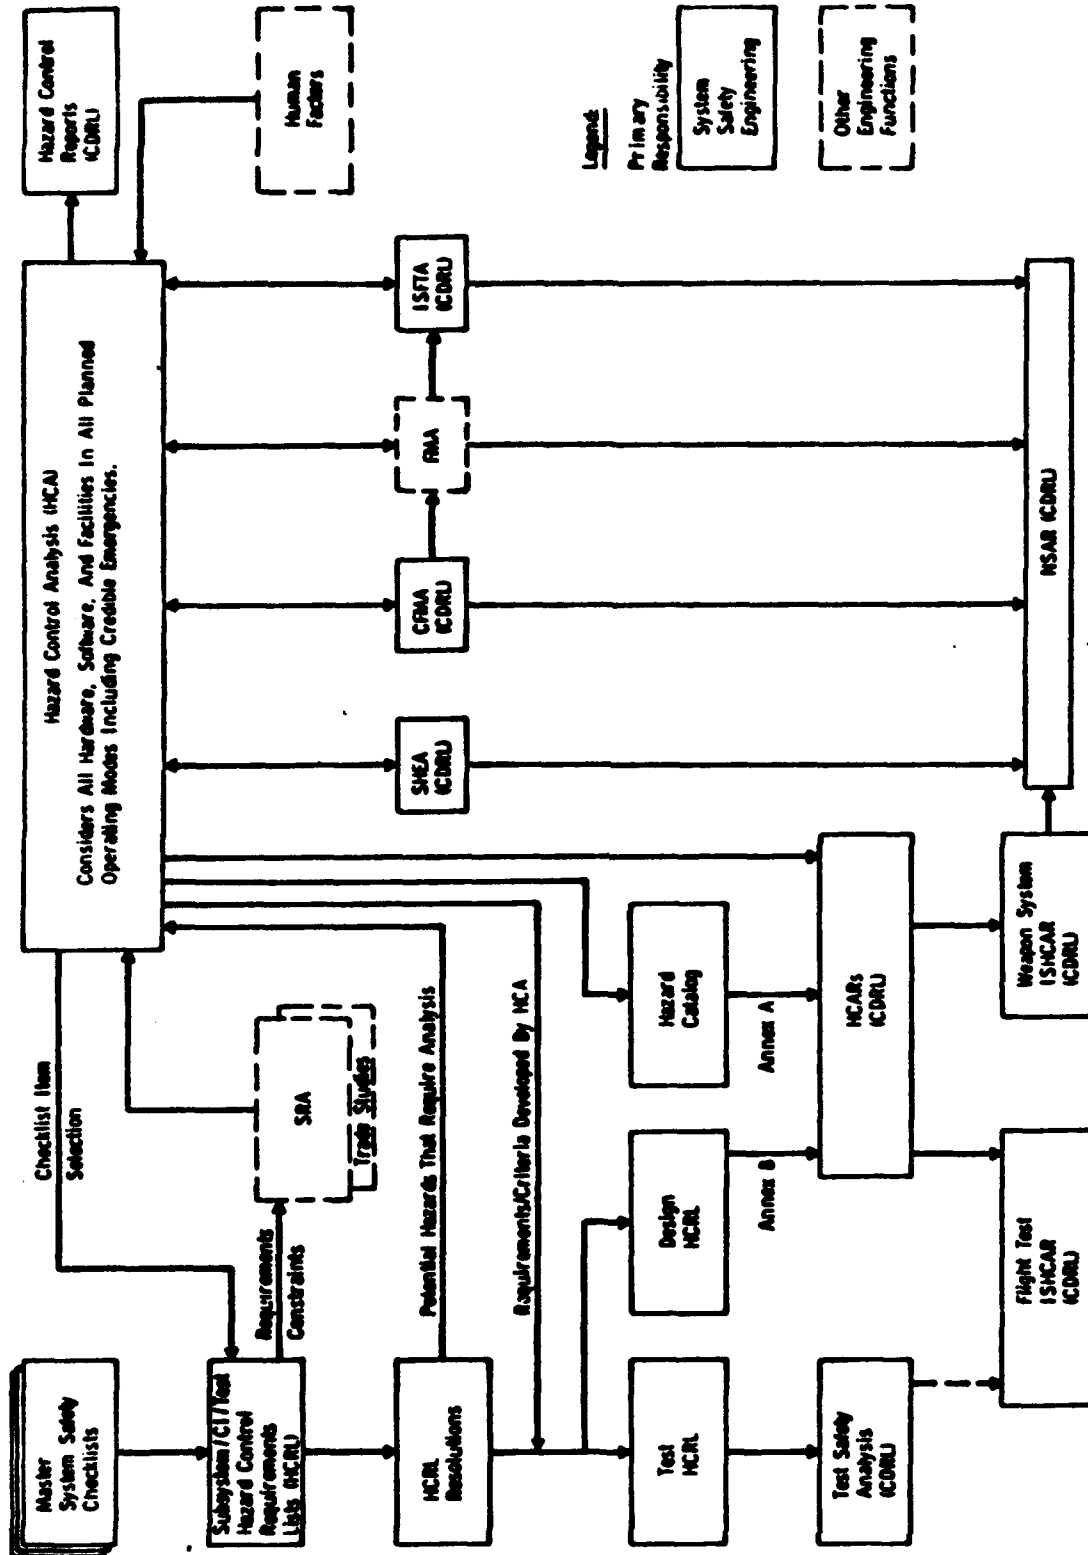 Master
System Safety
Checklists
Subsystem/CI/Test
Hazard Control
Requirements
Lists (HCRL)
HCRL
Resolutions
Test
HCRL
Test Safety
Analysis
(CDRL)
Checklist Item
Selection
Requirements
Constraints
SRA
Trade Studies
Potential Hazards That Require Analysis
Requirements/Criteria Developed By HCA
Design
HCRL
Annex B
Hazard
Catalog
Annex A
HCARs
(CDRL)
Flight Test
ISHCAR
(CDRL)
Weapon System
ISHCAR
(CDRL)
Hazard Control Analysis (HCA)
Considers All Hardware, Software, And Facilities In All Planned
Operating Modes Including Credible Emergencies.
SHEA
(CDRL)
CFMA
(CDRL)
FMA
ISFTA
(CDRL)
NSAR (CDRL)
Hazard Control
Reports
(CDRL)
Human
Factors
Legend:
Primary
Responsibility
System
Safety
Engineering
Other
Engineering
Functions